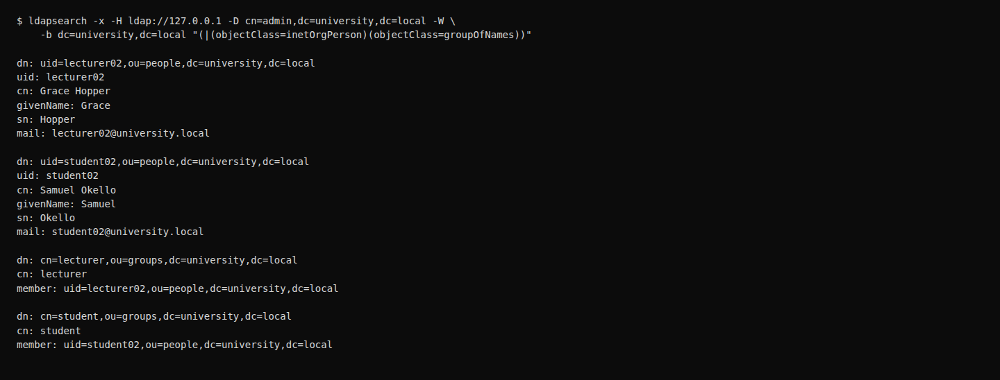 $ ldapsearch -x -H ldap://127.0.0.1 -D cn=admin,dc=university,dc=local -W \
    -b dc=university,dc=local "(|(objectClass=inetOrgPerson)(objectClass=groupOfNames))"

dn: uid=lecturer02,ou=people,dc=university,dc=local
uid: lecturer02
cn: Grace Hopper
givenName: Grace
sn: Hopper
mail: lecturer02@university.local

dn: uid=student02,ou=people,dc=university,dc=local
uid: student02
cn: Samuel Okello
givenName: Samuel
sn: Okello
mail: student02@university.local

dn: cn=lecturer,ou=groups,dc=university,dc=local
cn: lecturer
member: uid=lecturer02,ou=people,dc=university,dc=local

dn: cn=student,ou=groups,dc=university,dc=local
cn: student
member: uid=student02,ou=people,dc=university,dc=local